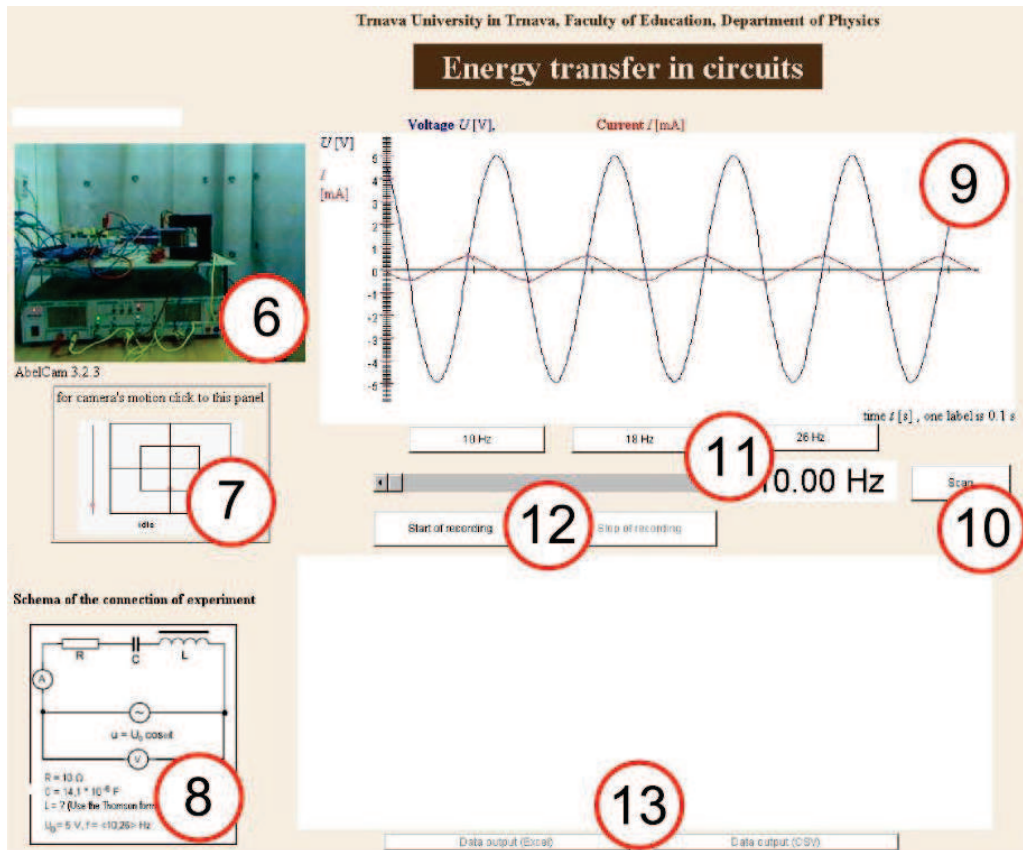 Trnava University in Trnava, Faculty of Education, Department of Physics
Energy transfer in circuits
Voltage U [V],
Current I [mA]
U [V]
I
[mA]
5
4
3
2
1
0
-1
-2
-3
-4
-5
9
6
AbelCam 3.2.3
time t [s] , one label is 0.1 s
for camera's motion click to this panel
idle
7
10 Hz
18 Hz
26 Hz
11
10.00 Hz
Scan
10
Start of recording
Stop of recording
12
Schema of the connection of experiment
R
C
L
A
~
u = U₀ cosωt
V
R = 10 Ω
C = 14,1 * 10⁻⁶ F
L = ? (Use the Thomson form
U₀ = 5 V, f = <10,26> Hz
8
13
Data output (Excel)
Data output (CSV)